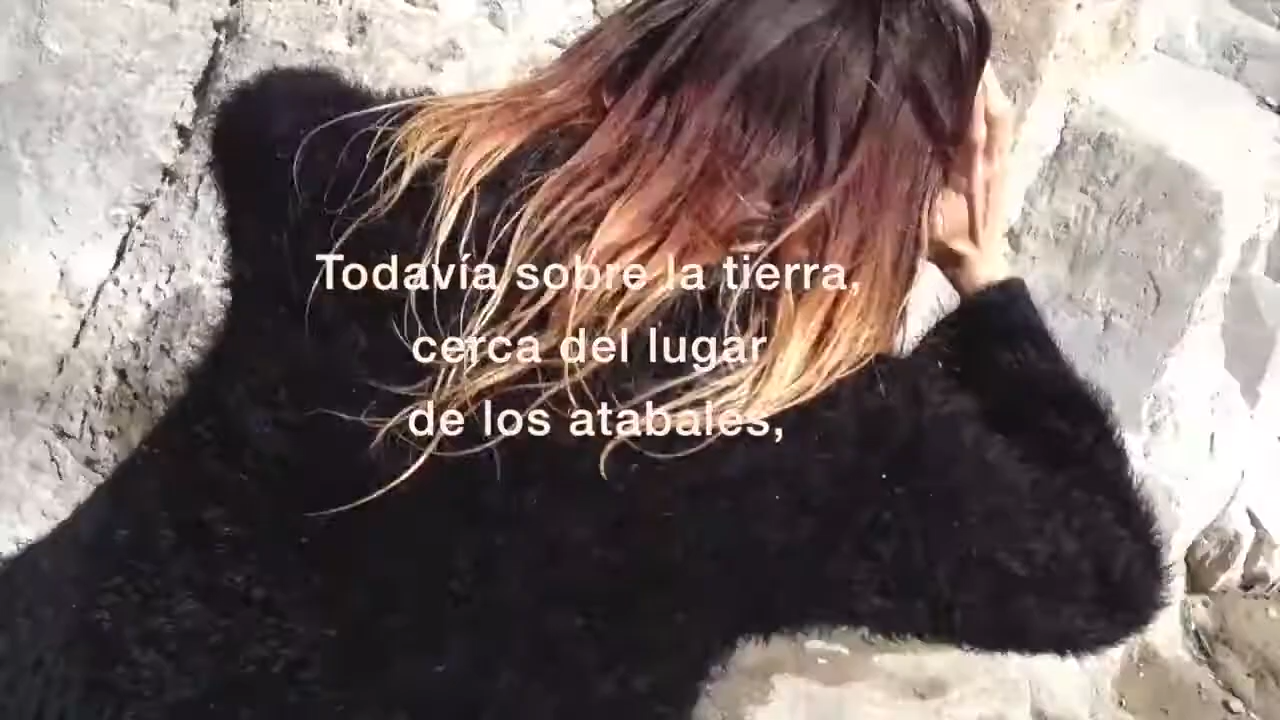 Todavía sobre la tierra,
cerca del lugar
de los atabales,